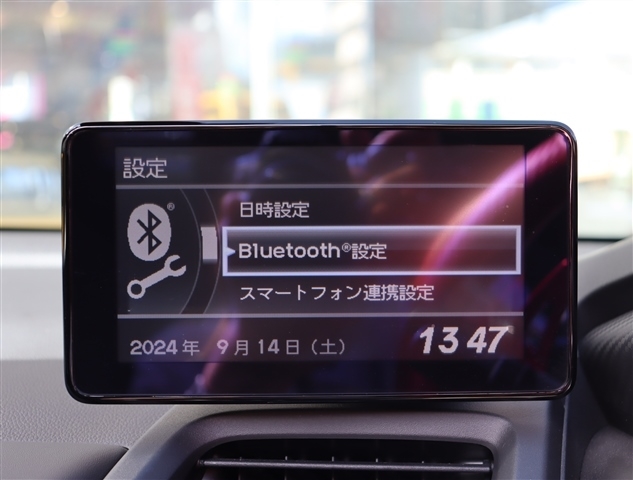 設定
日時設定
Bluetooth®設定
スマートフォン連携設定
2024年 9月14日（土） 13 47